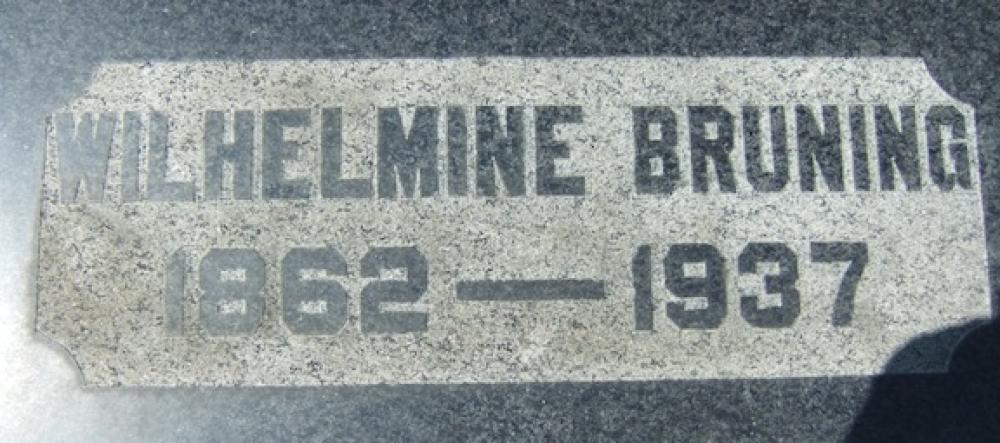 WILHELMINE BRUNING
1862 — 1937